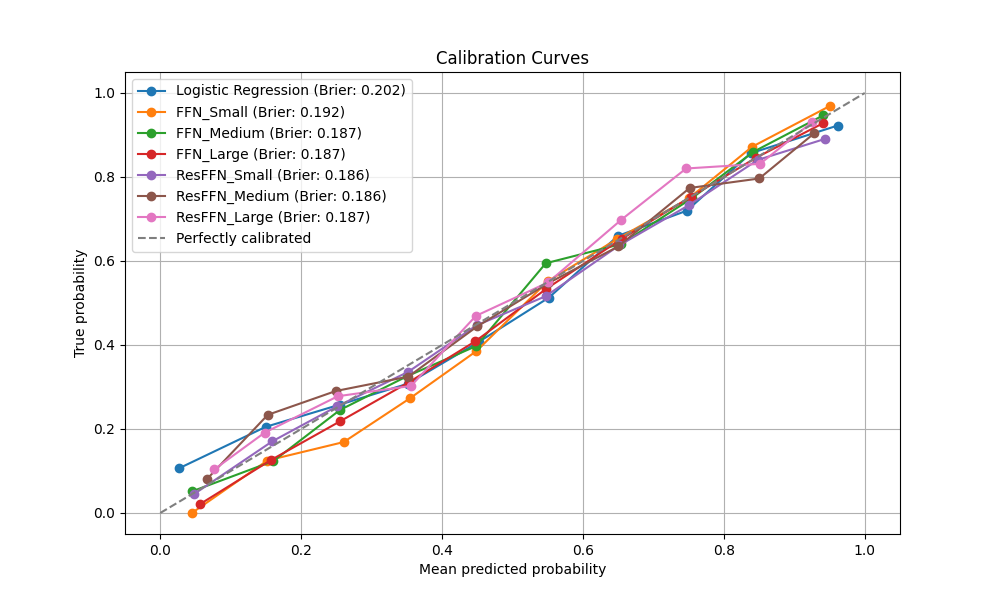 Calibration Curves
Logistic Regression (Brier: 0.202)
FFN_Small (Brier: 0.192)
FFN_Medium (Brier: 0.187)
FFN_Large (Brier: 0.187)
ResFFN_Small (Brier: 0.186)
ResFFN_Medium (Brier: 0.186)
ResFFN_Large (Brier: 0.187)
Perfectly calibrated
True probability
1.0
0.8
0.6
0.4
0.2
0.0
0.0 0.2 0.4 0.6 0.8 1.0
Mean predicted probability